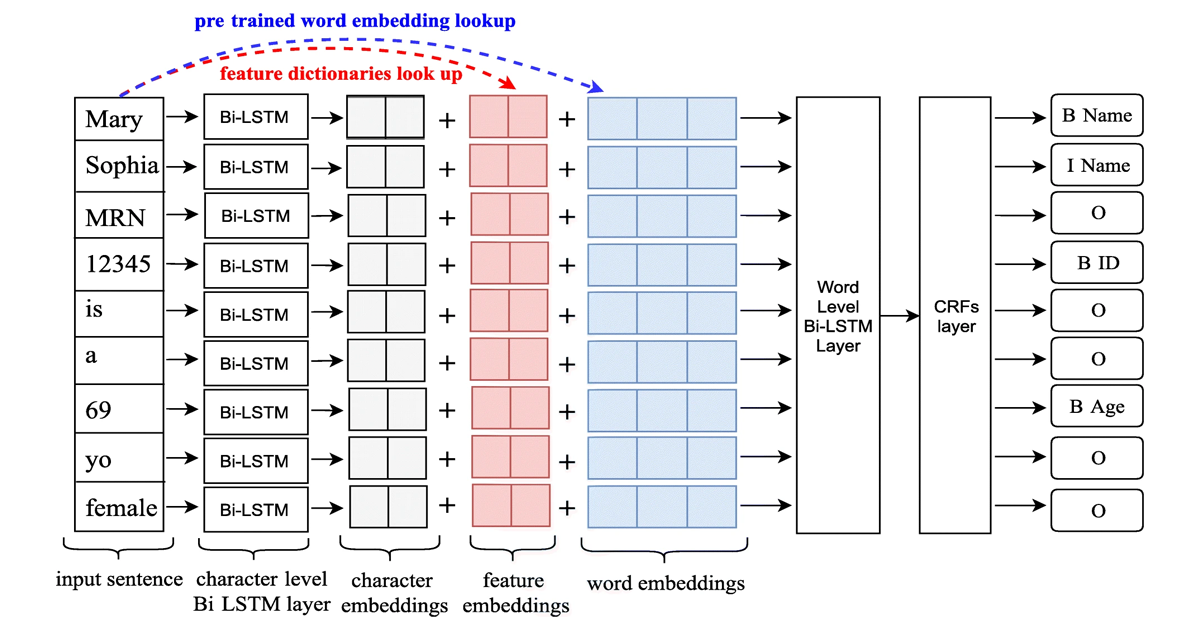 pre trained word embedding lookup
feature dictionaries look up
Mary Bi-LSTM + + B Name
Sophia Bi-LSTM + + I Name
MRN Bi-LSTM + + O
12345 Bi-LSTM + + B ID
is Bi-LSTM + + O
a Bi-LSTM + + O
69 Bi-LSTM + + B Age
yo Bi-LSTM + + O
female Bi-LSTM + + O
Word
Level
Bi-LSTM
Layer
CRFs
layer
input sentence
character level
Bi LSTM layer
character
embeddings
feature
embeddings
word embeddings